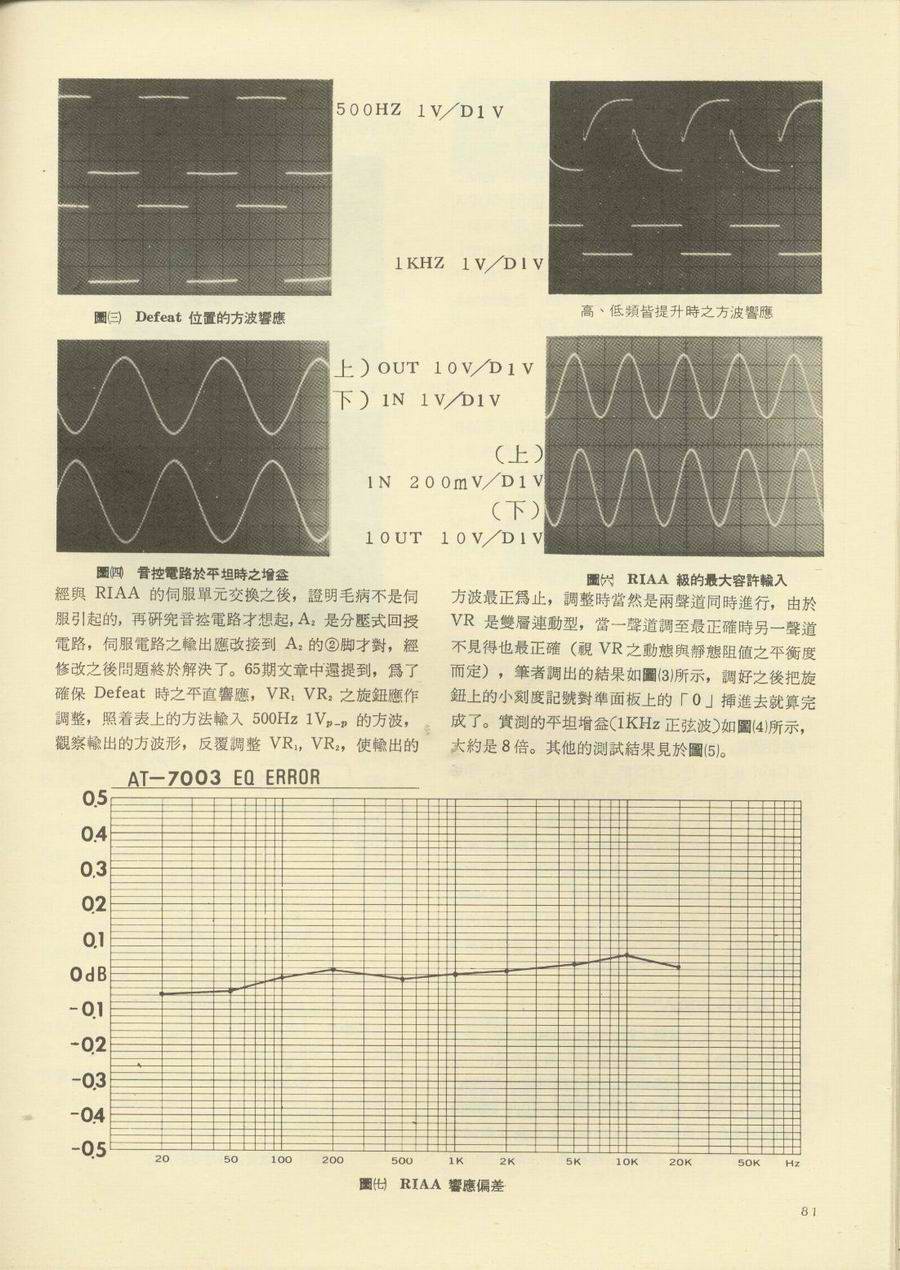 500HZ 1V/D1V
1KHZ 1V/D1V
圖㈢ Defeat 位置的方波響應
高、低頻皆提升時之方波響應
上)OUT 10V/D1V
下)1N 1V/D1V
(上)
1N 200mV/D1V
(下)
1OUT 10V/D1V
圖㈣ 音控電路於平坦時之增益
圖㈥ RIAA 級的最大容許輸入
經與 RIAA 的伺服單元交換之後，證明毛病不是伺
服引起的，再研究音控電路才想起，A₂ 是分壓式回授
電路，伺服電路之輸出應改接到 A₂ 的②脚才對，經
修改之後問題終於解決了。65期文章中還提到，爲了
確保 Defeat 時之平直響應，VR₁ VR₂ 之旋鈕應作
調整，照着表上的方法輸入 500Hz 1Vp-p 的方波，
觀察輸出的方波形，反覆調整 VR₁, VR₂，使輸出的
方波最正爲止，調整時當然是兩聲道同時進行，由於
VR 是雙層連動型，當一聲道調至最正確時另一聲道
不見得也最正確（視 VR 之動態與靜態阻值之平衡度
而定），筆者調出的結果如圖⑶所示，調好之後把旋
鈕上的小刻度記號對準面板上的「0」揷進去就算完
成了。實測的平坦增益(1KHz 正弦波)如圖⑷所示，
大約是8倍。其他的測試結果見於圖⑸。
AT-7003 EQ ERROR
0.5
0.4
0.3
0.2
0.1
0dB
-0.1
-0.2
-0.3
-0.4
-0.5
20 50 100 200 500 1K 2K 5K 10K 20K 50K Hz
圖㈦ RIAA 響應偏差
81